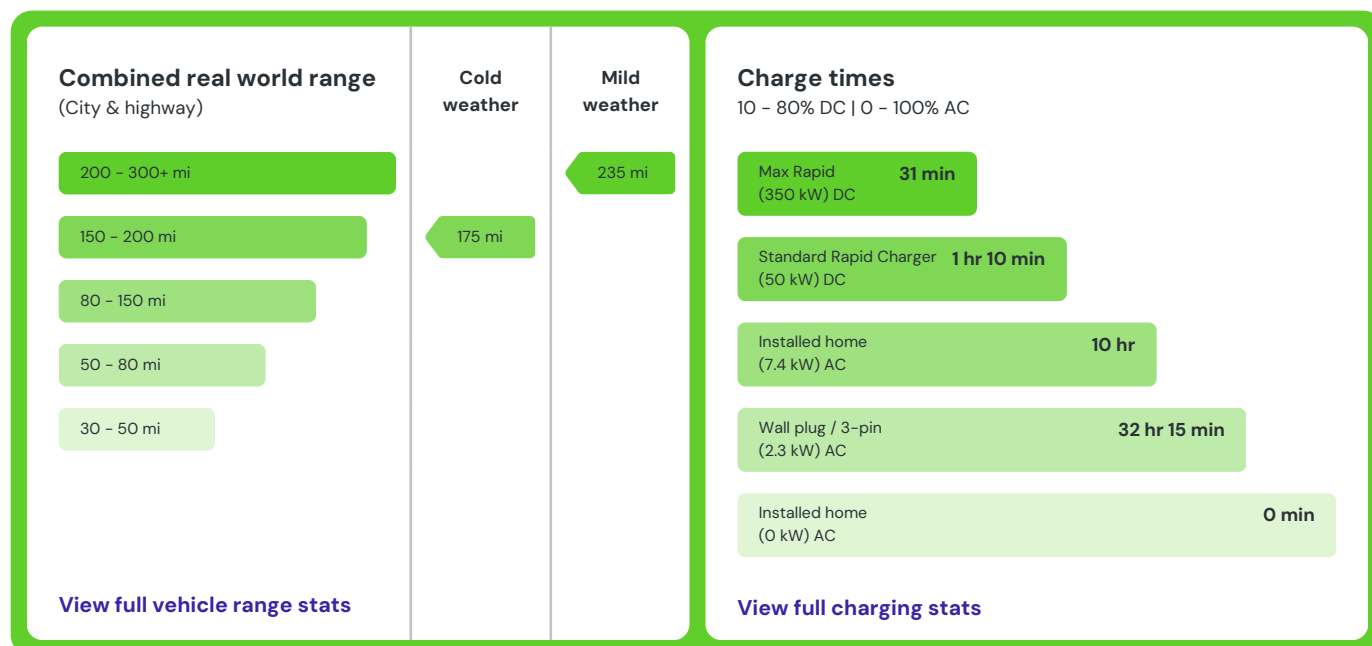 Combined real world range
(City & highway)
Cold
weather
Mild
weather
200 - 300+ mi
235 mi
150 - 200 mi
175 mi
80 - 150 mi
50 - 80 mi
30 - 50 mi
View full vehicle range stats
Charge times
10 - 80% DC | 0 - 100% AC
Max Rapid
(350 kW) DC
31 min
Standard Rapid Charger
(50 kW) DC
1 hr 10 min
Installed home
(7.4 kW) AC
10 hr
Wall plug / 3-pin
(2.3 kW) AC
32 hr 15 min
Installed home
(0 kW) AC
0 min
View full charging stats